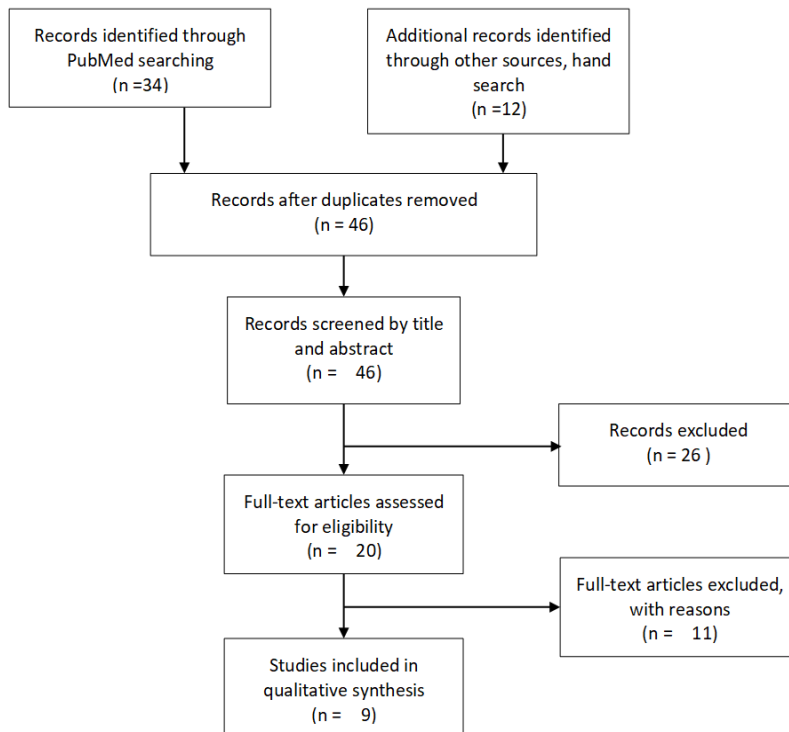 Records identified through
PubMed searching
(n =34)
Additional records identified
through other sources, hand
search
(n =12)
Records after duplicates removed
(n = 46)
Records screened by title
and abstract
(n =    46)
Records excluded
(n = 26 )
Full-text articles assessed
for eligibility
(n =    20)
Full-text articles excluded,
with reasons
(n =    11)
Studies included in
qualitative synthesis
(n =    9)